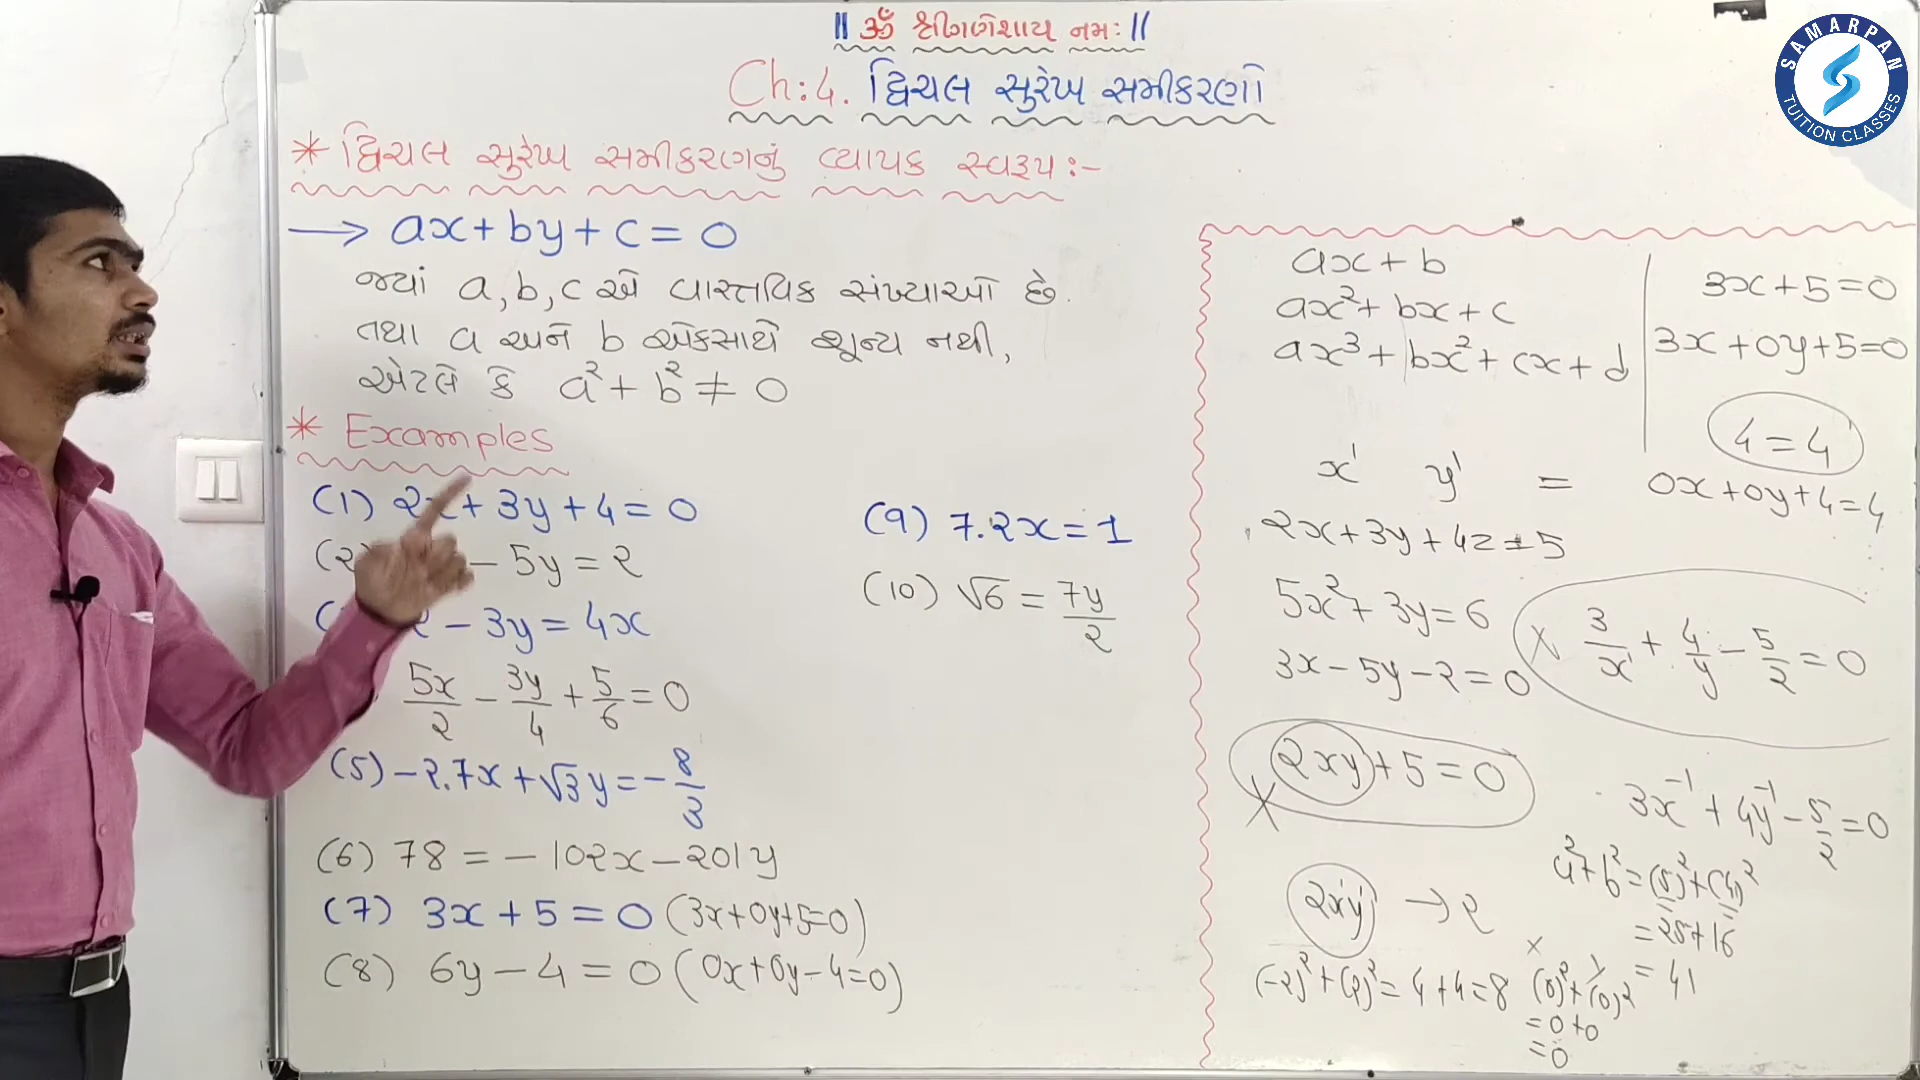 ॥ ૐ શ્રી ગણેશાય નમઃ ॥
Ch:4. દ્વિચલ સુરેખ સમીકરણો
* દ્વિચલ સુરેખ સમીકરણનું વ્યાપક સ્વરૂપ :-
→ ax + by + c = 0
જ્યાં a, b, c એ વાસ્તવિક સંખ્યાઓ છે.
તથા a અને b એકસાથે શૂન્ય નથી,
એટલે કે a² + b² ≠ 0
* Examples
(1) 2x + 3y + 4 = 0
(2) - 5y = 2
- 3y = 4x
5x/2 - 3y/4 + 5/6 = 0
(5) -2.7x + √3y = -8/3
(6) 78 = -102x - 201y
(7) 3x + 5 = 0 (3x+0y+5=0)
(8) 6y - 4 = 0 (0x+6y-4=0)
(9) 7.2x = 1
(10) √6 = 7y/2
ax + b
ax² + bx + c
ax³ + bx² + cx + d
3x + 5 = 0
3x + 0y + 5 = 0
4 = 4
0x + 0y + 4 = 4
x¹ y¹ =
2x + 3y + 4z = 5
5x² + 3y = 6
3x - 5y - 2 = 0
X 3/x¹ + 4/y - 5/2 = 0
X 2xy + 5 = 0
3x⁻¹ + 4y⁻¹ - 5/2 = 0
2x¹y¹ → 2
a² + b² = (5)² + (4)²
= 25 + 16
= 41
(-2)² + (2)² = 4 + 4 = 8
(0)² + (0)²
= 0 + 0
= 0
SAMARPAN
TUITION CLASSES